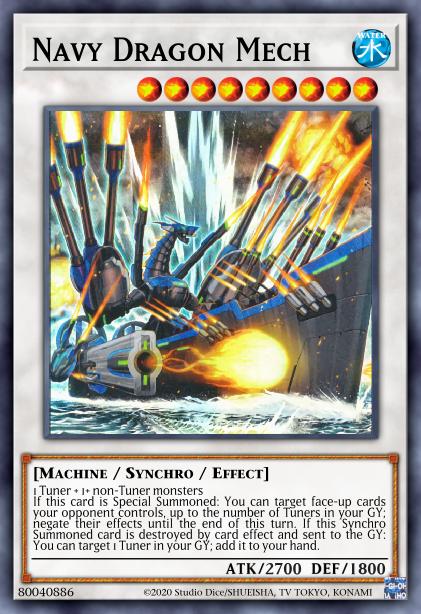 Navy Dragon Mech
WATER
水
[Machine / Synchro / Effect]
1 Tuner + 1+ non-Tuner monsters
If this card is Special Summoned: You can target face-up cards
your opponent controls, up to the number of Tuners in your GY;
negate their effects until the end of this turn. If this Synchro
Summoned card is destroyed by card effect and sent to the GY:
You can target 1 Tuner in your GY; add it to your hand.
ATK/2700 DEF/1800
80040886
©2020 Studio Dice/SHUEISHA, TV TOKYO, KONAMI